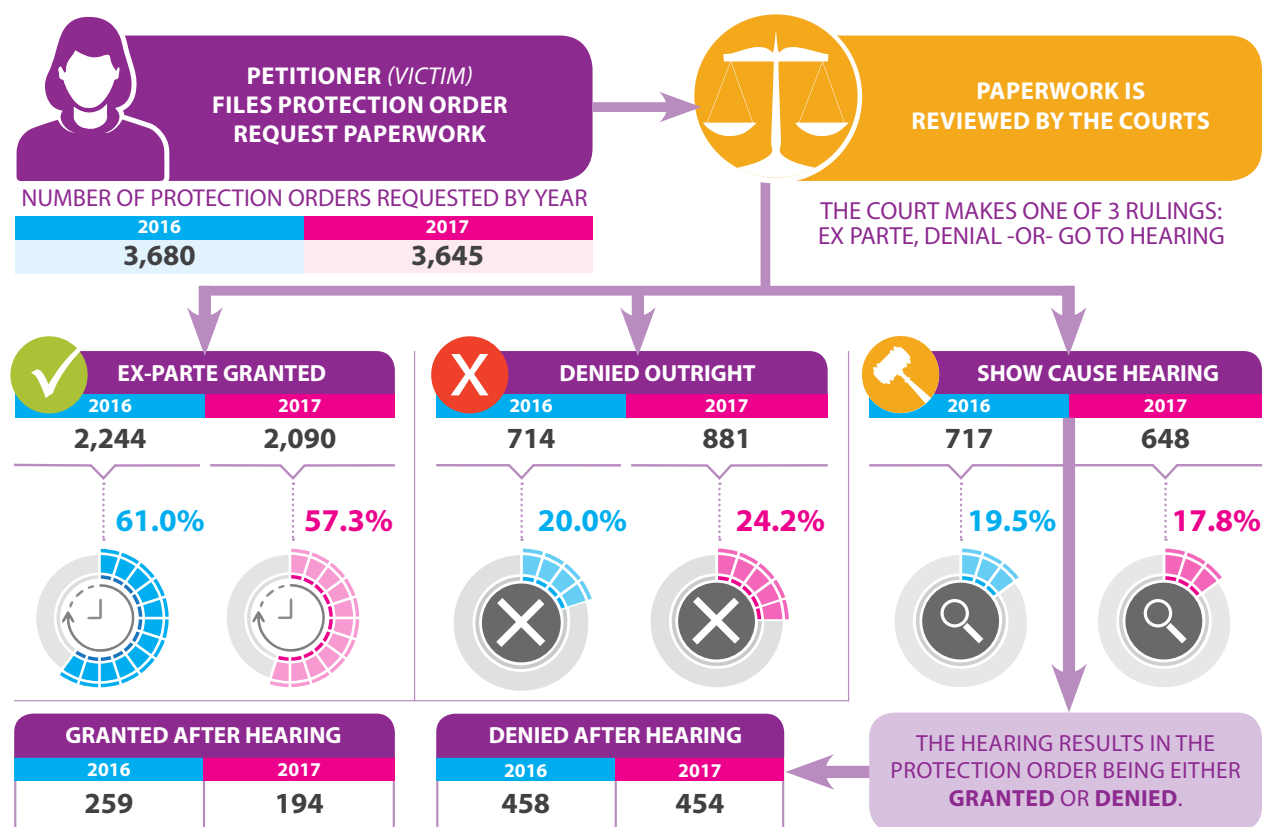 PETITIONER (VICTIM)
FILES PROTECTION ORDER
REQUEST PAPERWORK
PAPERWORK IS
REVIEWED BY THE COURTS
NUMBER OF PROTECTION ORDERS REQUESTED BY YEAR
2016 2017
3,680 3,645
THE COURT MAKES ONE OF 3 RULINGS:
EX PARTE, DENIAL -OR- GO TO HEARING
EX-PARTE GRANTED
2016 2017
2,244 2,090
61.0% 57.3%
X DENIED OUTRIGHT
2016 2017
714 881
20.0% 24.2%
SHOW CAUSE HEARING
2016 2017
717 648
19.5% 17.8%
GRANTED AFTER HEARING
2016 2017
259 194
DENIED AFTER HEARING
2016 2017
458 454
THE HEARING RESULTS IN THE
PROTECTION ORDER BEING EITHER
GRANTED OR DENIED.